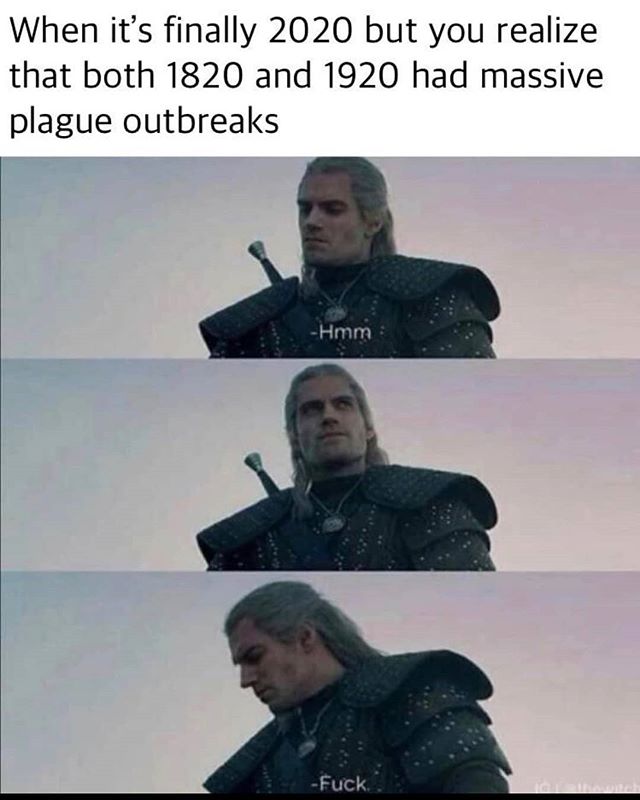 When it's finally 2020 but you realize
that both 1820 and 1920 had massive
plague outbreaks
-Hmm
-Fuck.